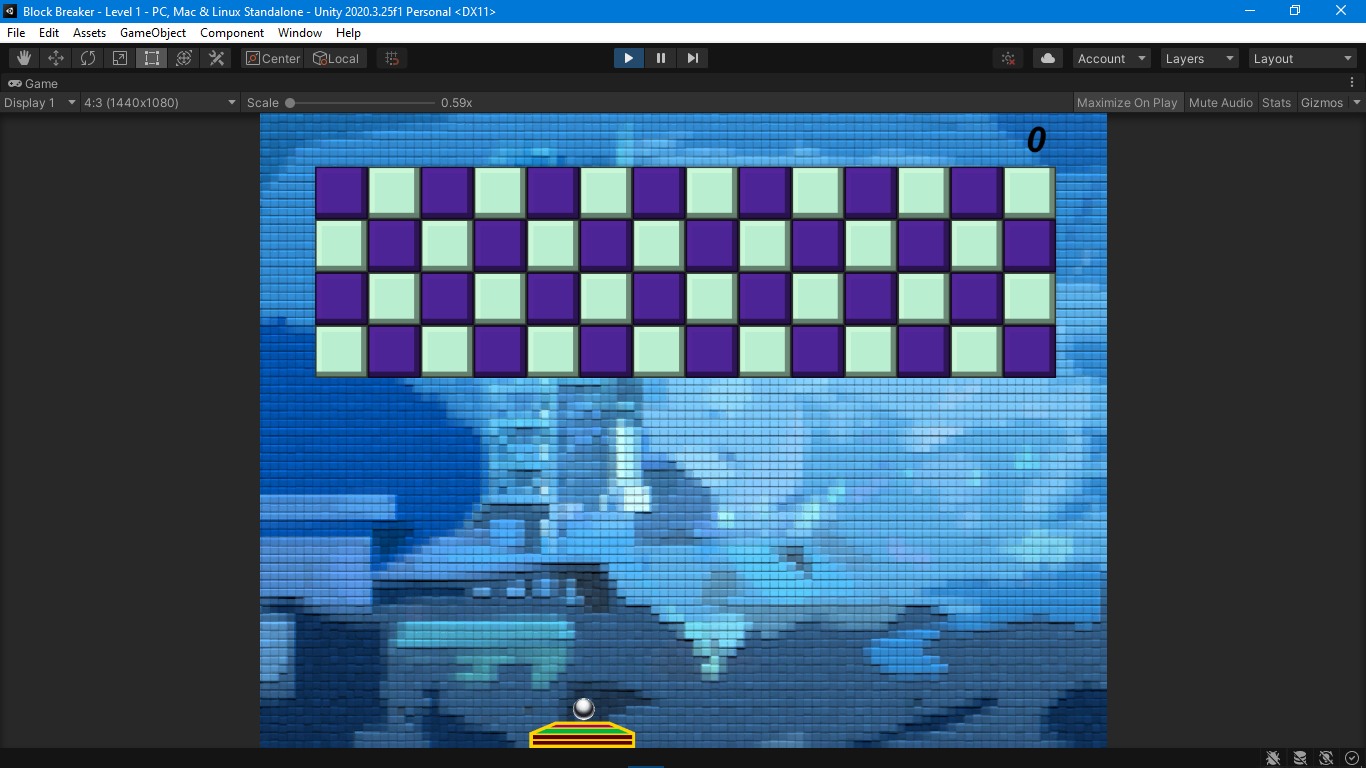 Block Breaker - Level 1 - PC, Mac & Linux Standalone - Unity 2020.3.25f1 Personal <DX11>
File Edit Assets GameObject Component Window Help
Center Local Account Layers Layout
Game
Display 1 4:3 (1440x1080) Scale 0.59x Maximize On Play Mute Audio Stats Gizmos
0